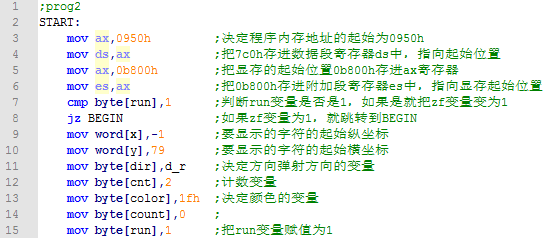 1 ;prog2
2 START:
3 mov ax,0950h ;决定程序内存地址的起始为0950h
4 mov ds,ax ;把7c0h存进数据段寄存器ds中，指向起始位置
5 mov ax,0b800h ;把显存的起始位置0b800h存进ax寄存器
6 mov es,ax ;把0b800h存进附加段寄存器es中，指向显存起始位置
7 cmp byte[run],1 ;判断run变量是否是1，如果是就把zf变量变为1
8 jz BEGIN ;如果zf变量为1，就跳转到BEGIN
9 mov word[x],-1 ;要显示的字符的起始纵坐标
10 mov word[y],79 ;要显示的字符的起始横坐标
11 mov byte[dir],d_r ;决定方向弹射方向的变量
12 mov byte[cnt],2 ;计数变量
13 mov byte[color],1fh ;决定颜色的变量
14 mov byte[count],0 ;
15 mov byte[run],1 ;把run变量赋值为1